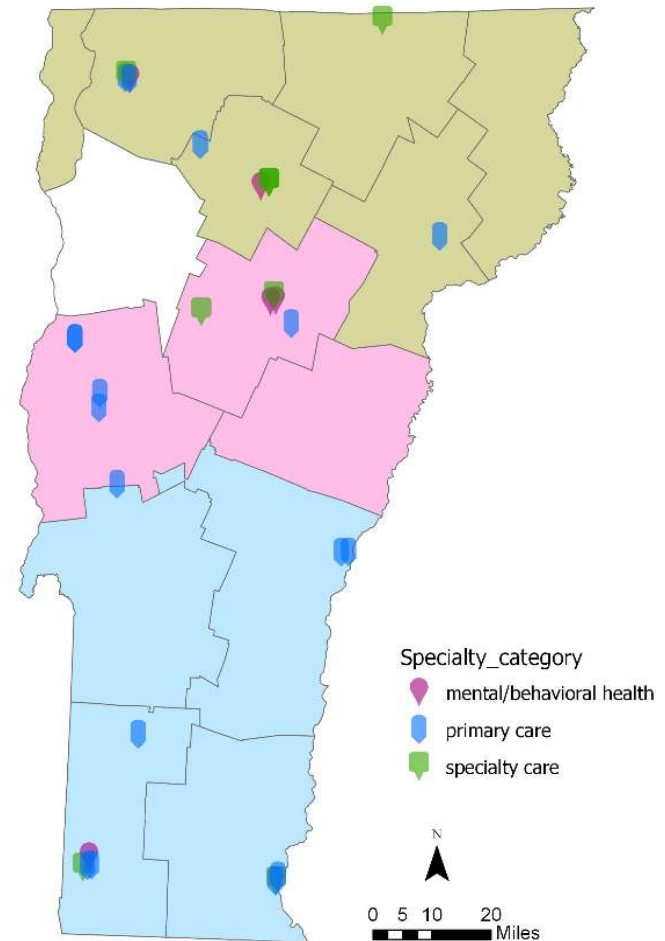 Specialty_category
mental/behavioral health
primary care
specialty care
N
0 5 10 20
Miles